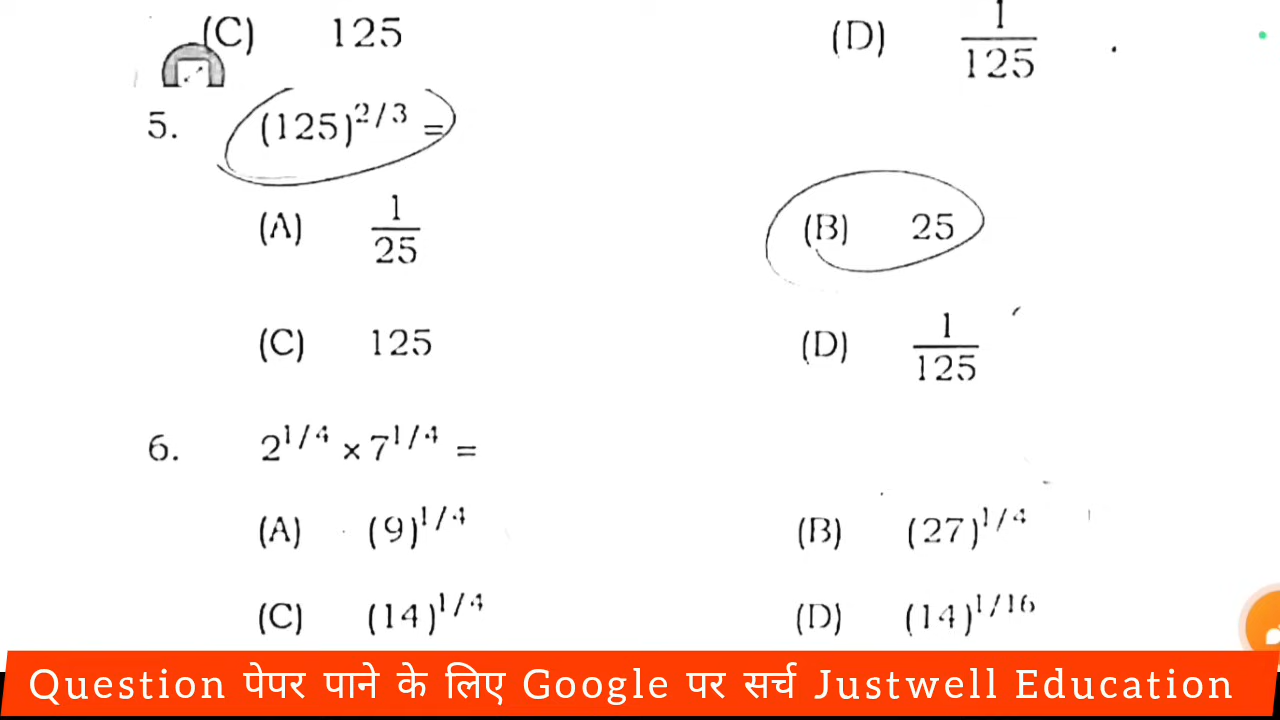 (C) 125 (D) 1/125
5. (125)^2/3 =
(A) 1/25 (B) 25
(C) 125 (D) 1/125
6. 2^1/4 × 7^1/4 =
(A) (9)^1/4 (B) (27)^1/4
(C) (14)^1/4 (D) (14)^1/16
Question पेपर पाने के लिए Google पर सर्च Justwell Education